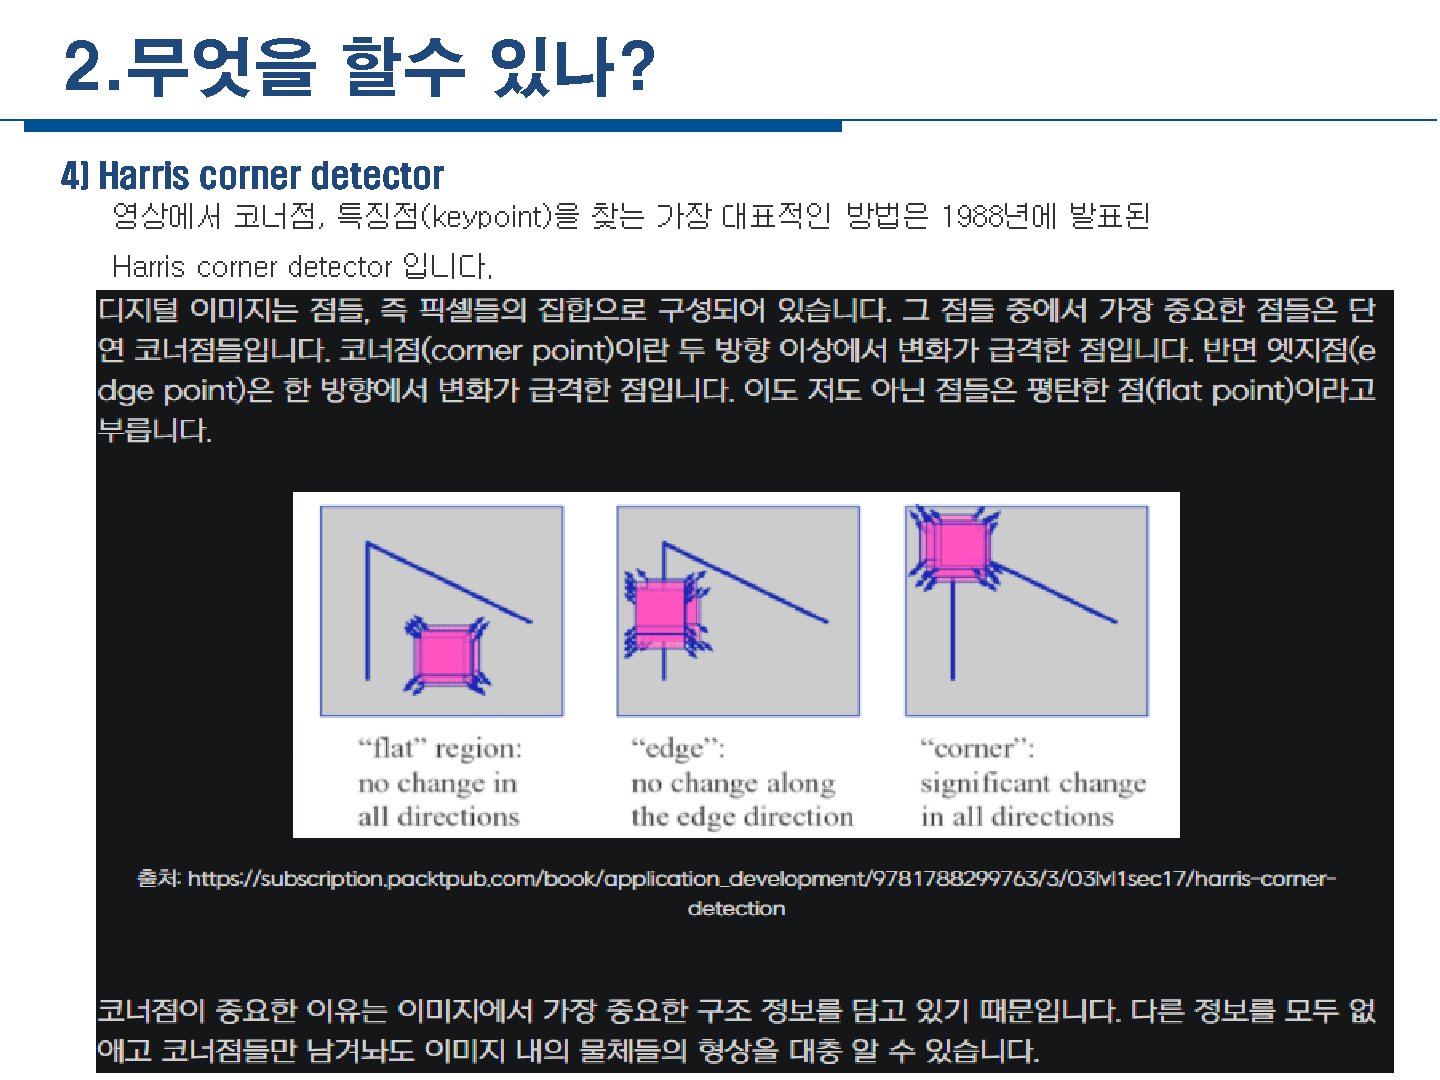 2.무엇을 할수 있나?
4) Harris corner detector
영상에서 코너점, 특징점(keypoint)을 찾는 가장 대표적인 방법은 1988년에 발표된
Harris corner detector 입니다.
디지털 이미지는 점들, 즉 픽셀들의 집합으로 구성되어 있습니다. 그 점들 중에서 가장 중요한 점들은 단
연 코너점들입니다. 코너점(corner point)이란 두 방향 이상에서 변화가 급격한 점입니다. 반면 엣지점(e
dge point)은 한 방향에서 변화가 급격한 점입니다. 이도 저도 아닌 점들은 평탄한 점(flat point)이라고
부릅니다.
“flat” region:
no change in
all directions
“edge”:
no change along
the edge direction
“corner”:
significant change
in all directions
출처: https://subscription.packtpub.com/book/application_development/9781788299763/3/03lvl1sec17/harris-corner-
detection
코너점이 중요한 이유는 이미지에서 가장 중요한 구조 정보를 담고 있기 때문입니다. 다른 정보를 모두 없
애고 코너점들만 남겨놔도 이미지 내의 물체들의 형상을 대충 알 수 있습니다.